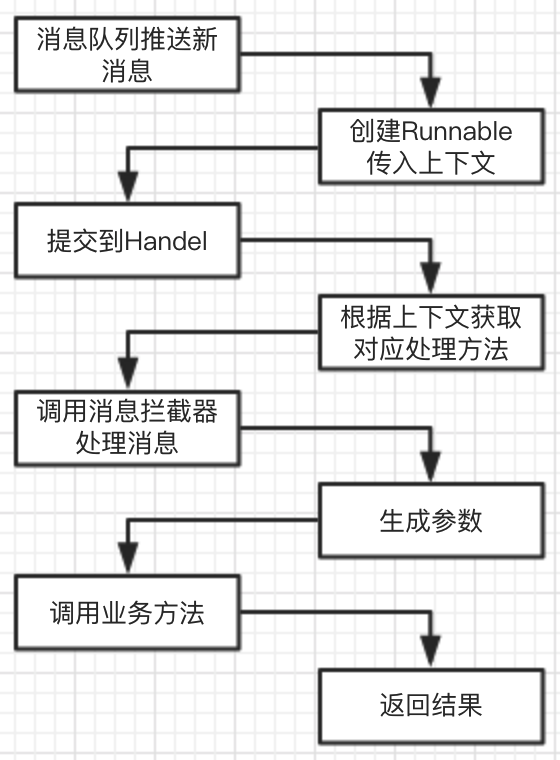 消息队列推送新
消息
创建Runnable
传入上下文
提交到Handel
根据上下文获取
对应处理方法
调用消息拦截器
处理消息
生成参数
调用业务方法
返回结果